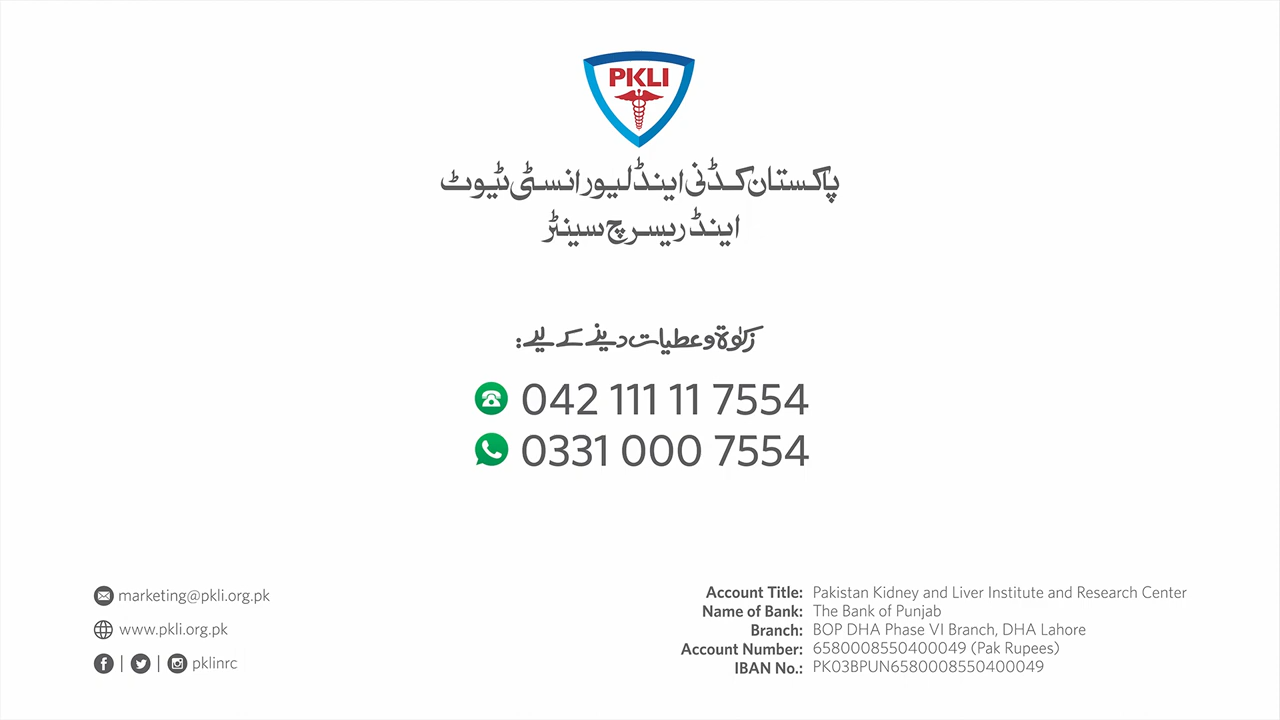 PKLI
پاکستان کڈنی اینڈ لیور انسٹی ٹیوٹ
اینڈ ریسرچ سینٹر
زکوٰۃ و عطیات دینے کے لیے:
042 111 11 7554
0331 000 7554
marketing@pkli.org.pk
www.pkli.org.pk
| | pklinrc
Account Title: Pakistan Kidney and Liver Institute and Research Center
Name of Bank: The Bank of Punjab
Branch: BOP DHA Phase VI Branch, DHA Lahore
Account Number: 6580008550400049 (Pak Rupees)
IBAN No.: PK03BPUN6580008550400049